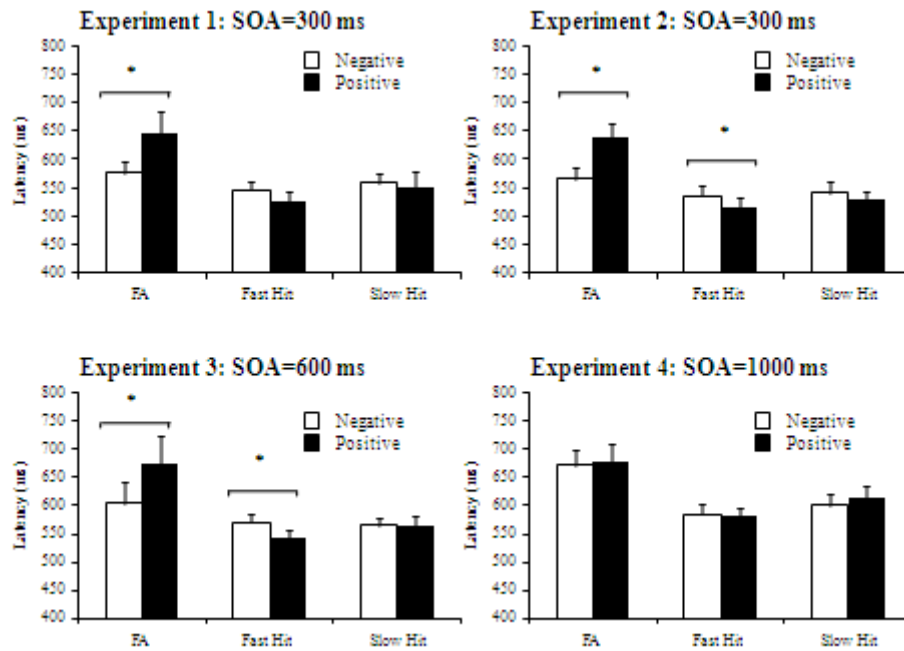 Experiment 1: SOA=300 ms
800
750
700
650
600
550
500
450
400
Latency (ms)
*
Negative
Positive
FA
Fast Hit
Slow Hit
Experiment 2: SOA=300 ms
800
750
700
650
600
550
500
450
400
Latency (ms)
*
*
Negative
Positive
FA
Fast Hit
Slow Hit
Experiment 3: SOA=600 ms
800
750
700
650
600
550
500
450
400
Latency (ms)
*
*
Negative
Positive
FA
Fast Hit
Slow Hit
Experiment 4: SOA=1000 ms
800
750
700
650
600
550
500
450
400
Latency (ms)
Negative
Positive
FA
Fast Hit
Slow Hit